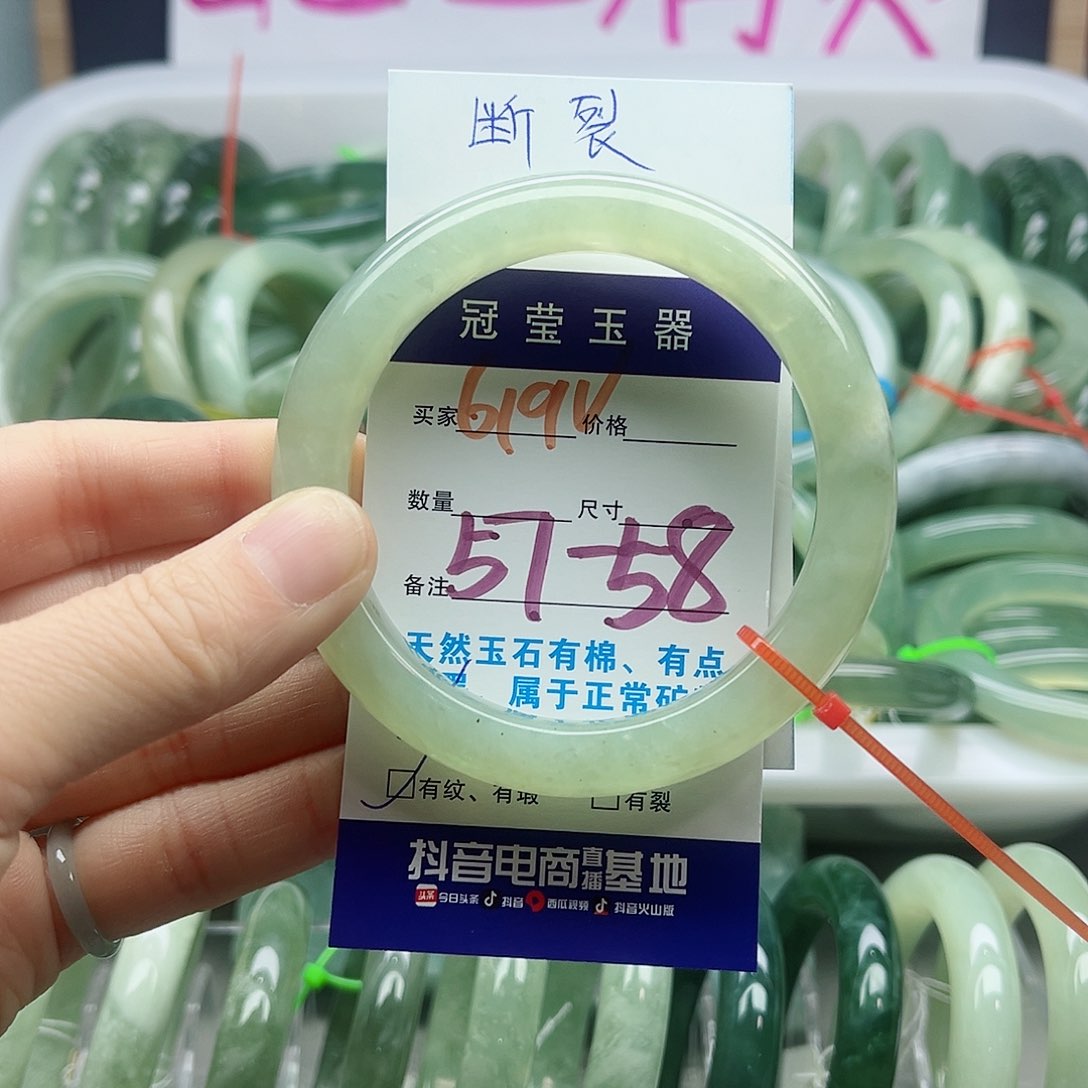 断裂
冠莹玉器
买家 619V 价格
数量 尺寸
57-58
备注
天然玉石有棉、有点
属于正常矿
有纹、有瑕 有裂
抖音电商直播基地
今日头条 抖音 西瓜视频 抖音火山版